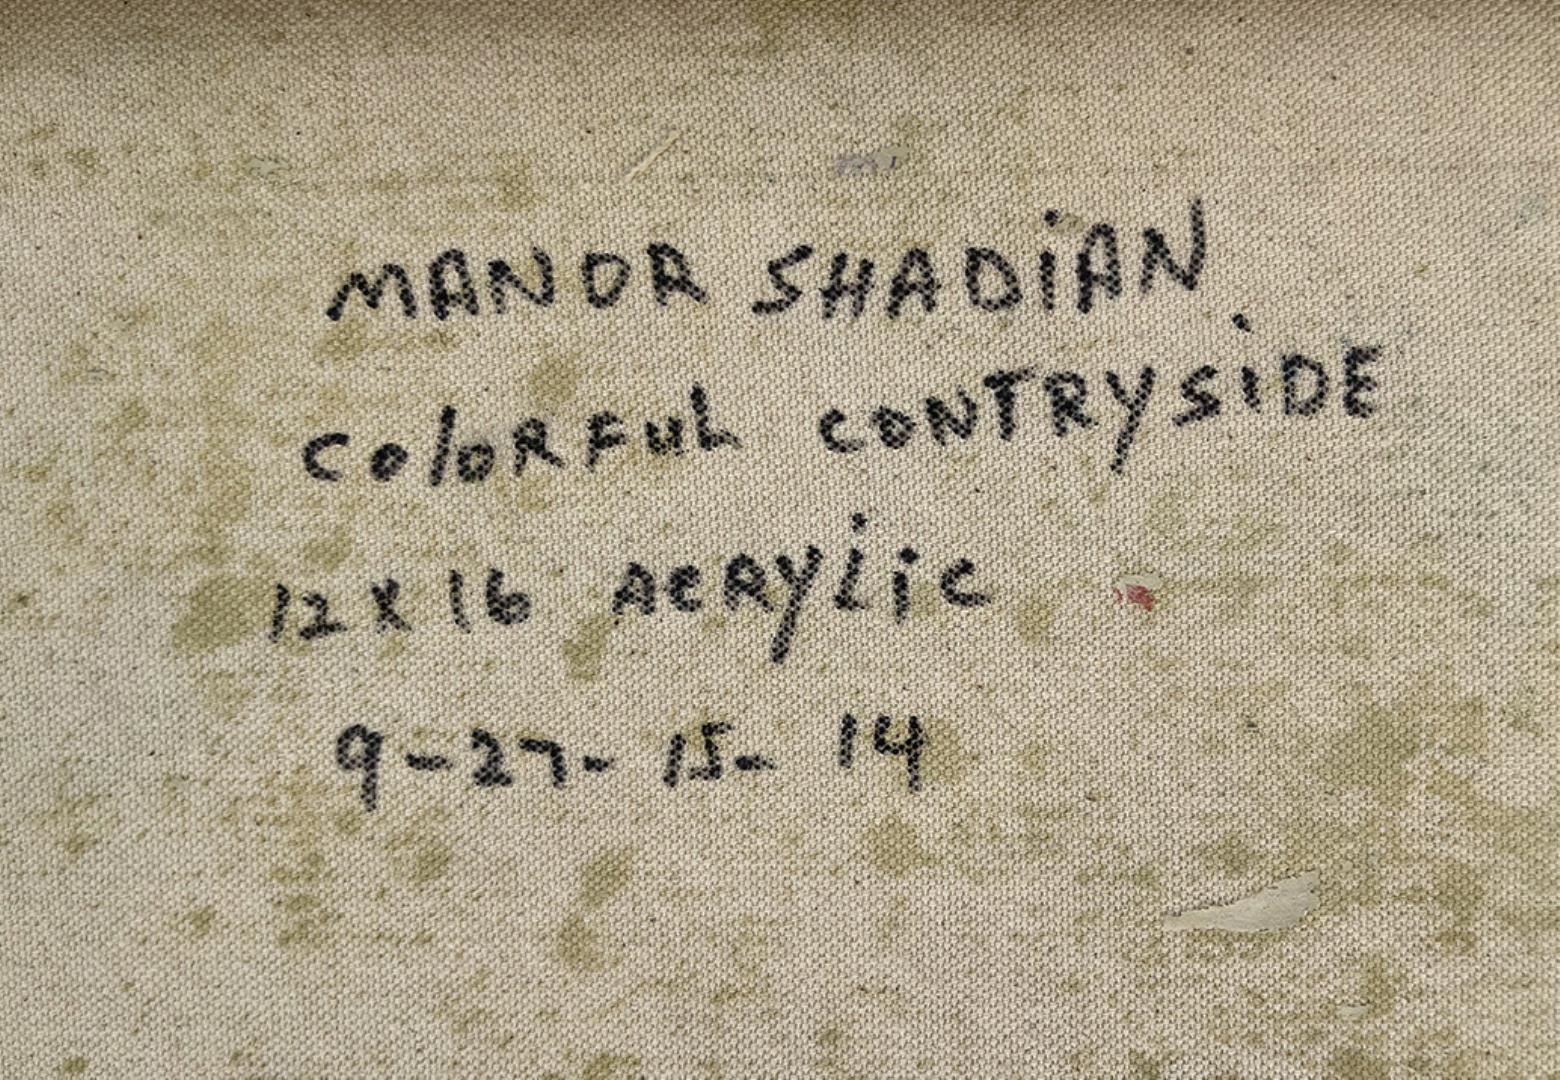 MANOR SHADiAN
ColoRFuL CONTRYSiDE
12X16 ACRYLiC
9-27-15-14